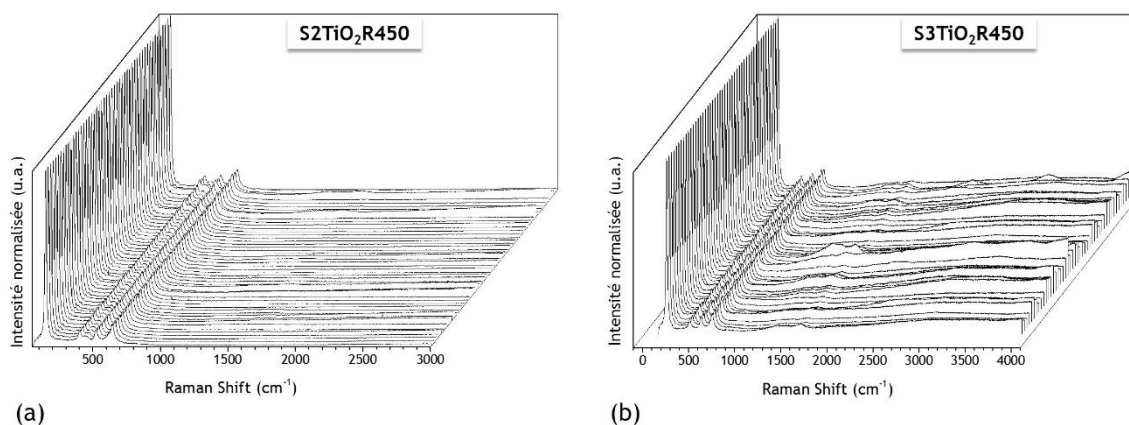 S2TiO₂R450
Intensité normalisée (u.a.)
500 1000 1500 2000 2500 3000
Raman Shift (cm⁻¹)
(a)
S3TiO₂R450
Intensité normalisée (u.a.)
0 500 1000 1500 2000 2500 3000 3500 4000
Raman Shift (cm⁻¹)
(b)